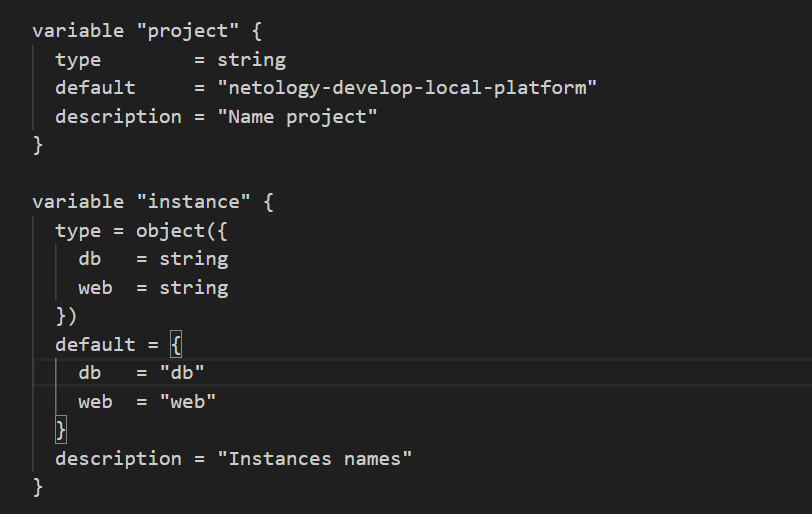 variable "project" {
  type        = string
  default     = "netology-develop-local-platform"
  description = "Name project"
}

variable "instance" {
  type = object({
    db   = string
    web  = string
  })
  default = {
    db   = "db"
    web  = "web"
  }
  description = "Instances names"
}